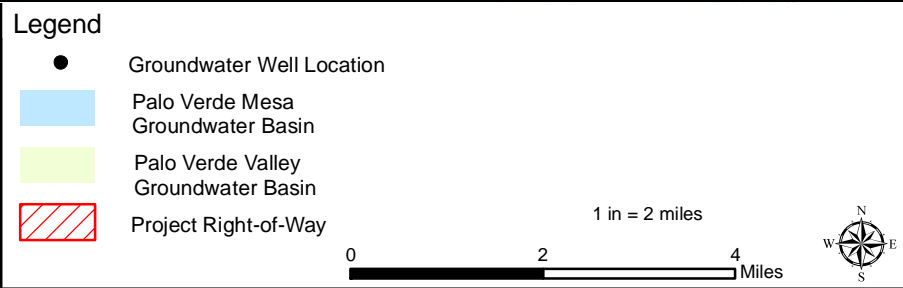 Legend
Groundwater Well Location
Palo Verde Mesa
Groundwater Basin
Palo Verde Valley
Groundwater Basin
Project Right-of-Way
1 in = 2 miles
0 2 4
Miles
N
W E
S